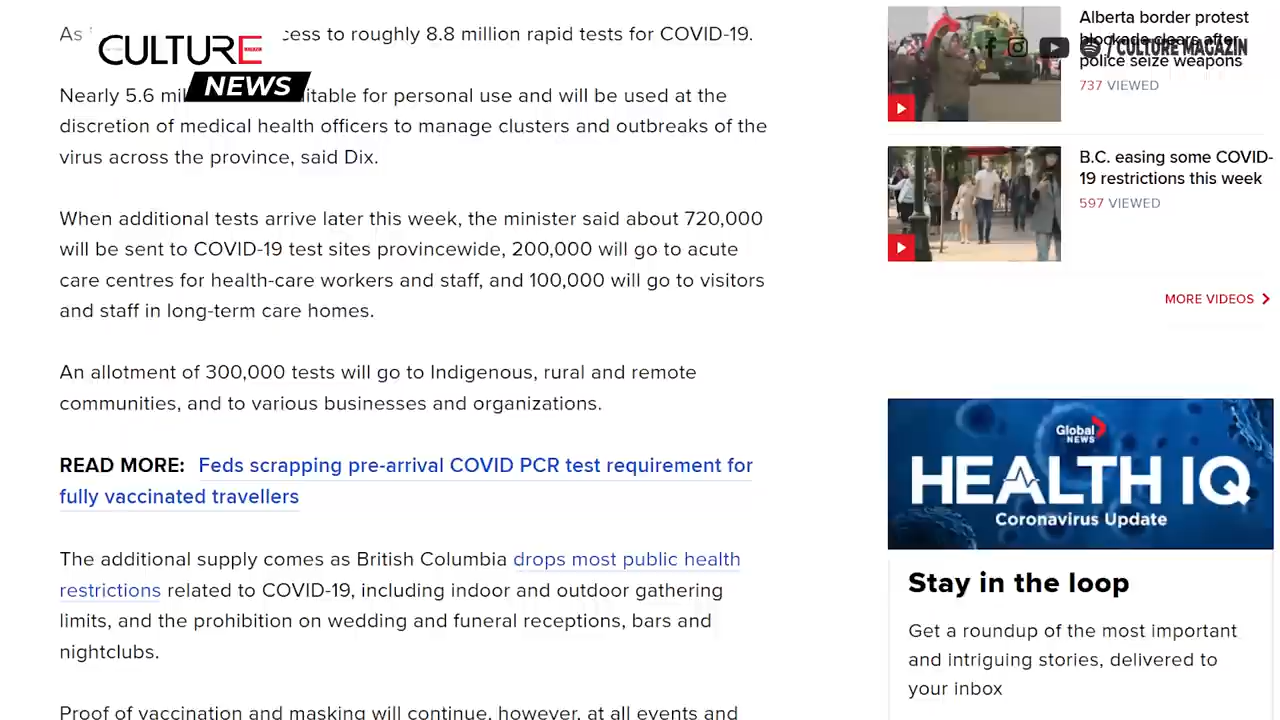 As
CULTURE
NEWS
cess to roughly 8.8 million rapid tests for COVID-19.
Nearly 5.6 mil itable for personal use and will be used at the
discretion of medical health officers to manage clusters and outbreaks of the
virus across the province, said Dix.
When additional tests arrive later this week, the minister said about 720,000
will be sent to COVID-19 test sites provincewide, 200,000 will go to acute
care centres for health-care workers and staff, and 100,000 will go to visitors
and staff in long-term care homes.
An allotment of 300,000 tests will go to Indigenous, rural and remote
communities, and to various businesses and organizations.
READ MORE: Feds scrapping pre-arrival COVID PCR test requirement for
fully vaccinated travellers
The additional supply comes as British Columbia drops most public health
restrictions related to COVID-19, including indoor and outdoor gathering
limits, and the prohibition on wedding and funeral receptions, bars and
nightclubs.
Proof of vaccination and masking will continue, however, at all events and
Alberta border protest
blockade clears after
police seize weapons
737 VIEWED
/ CULTURE MAGAZIN
B.C. easing some COVID-
19 restrictions this week
597 VIEWED
MORE VIDEOS
Global
NEWS
HEALTH IQ
Coronavirus Update
Stay in the loop
Get a roundup of the most important
and intriguing stories, delivered to
your inbox